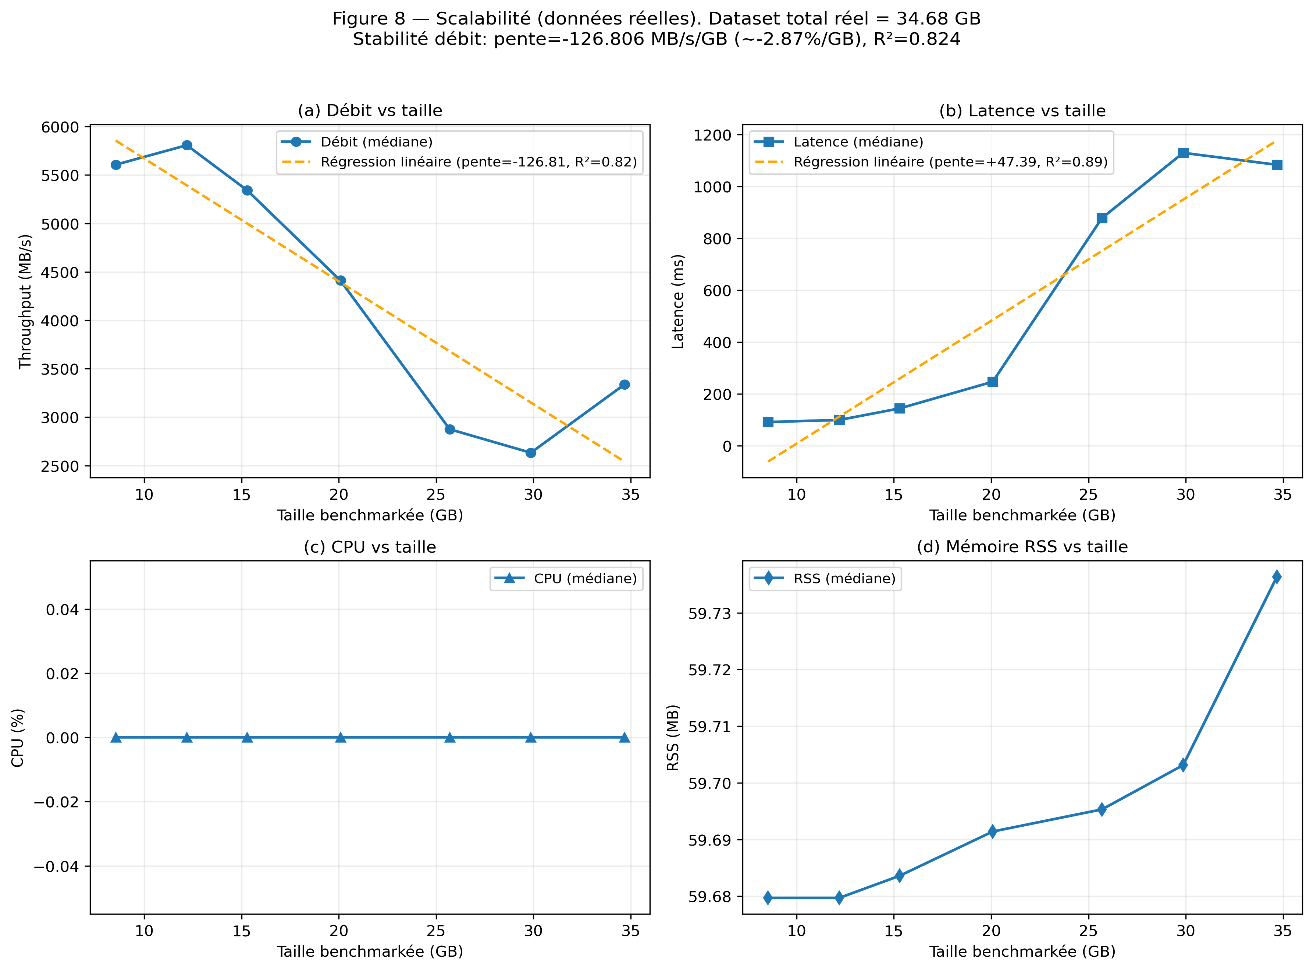 Figure 8 — Scalabilité (données réelles). Dataset total réel = 34.68 GB
Stabilité débit: pente=-126.806 MB/s/GB (~-2.87%/GB), R²=0.824
(a) Débit vs taille
Débit (médiane)
Régression linéaire (pente=-126.81, R²=0.82)
Throughput (MB/s)
6000
5500
5000
4500
4000
3500
3000
2500
10 15 20 25 30 35
Taille benchmarkée (GB)
(b) Latence vs taille
Latence (médiane)
Régression linéaire (pente=+47.39, R²=0.89)
Latence (ms)
1200
1000
800
600
400
200
0
10 15 20 25 30 35
Taille benchmarkée (GB)
(c) CPU vs taille
CPU (médiane)
CPU (%)
0.04
0.02
0.00
−0.02
−0.04
10 15 20 25 30 35
Taille benchmarkée (GB)
(d) Mémoire RSS vs taille
RSS (médiane)
RSS (MB)
59.73
59.72
59.71
59.70
59.69
59.68
10 15 20 25 30 35
Taille benchmarkée (GB)